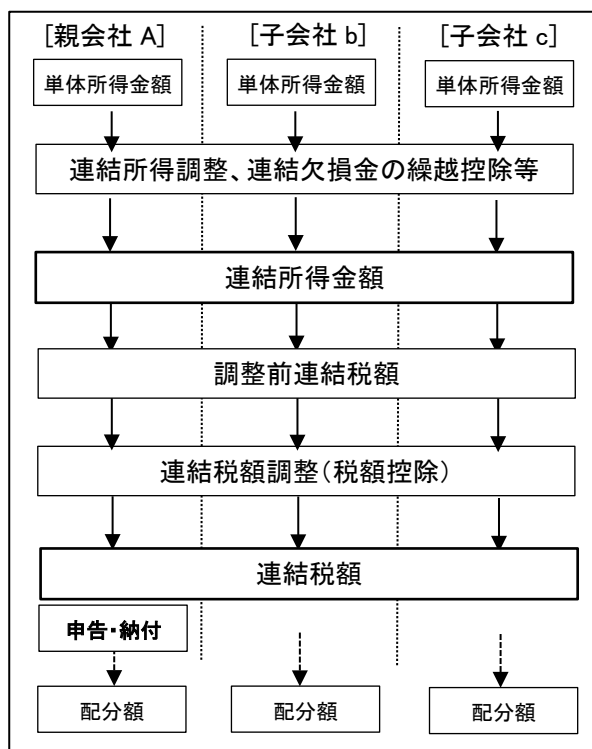 [親会社 A] [子会社 b] [子会社 c]
単体所得金額 単体所得金額 単体所得金額
連結所得調整、連結欠損金の繰越控除等
連結所得金額
調整前連結税額
連結税額調整(税額控除)
連結税額
申告・納付
配分額 配分額 配分額